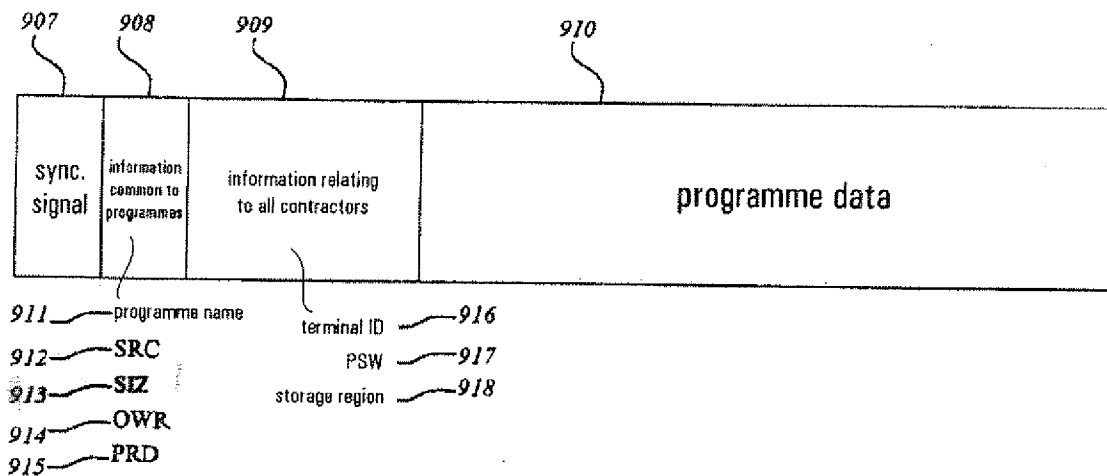 907
908
909
910
sync.
signal
information
common to
programmes
information relating
to all contractors
programme data
911 programme name
912 SRC
913 SIZ
914 OWR
915 PRD
terminal ID 916
PSW 917
storage region 918